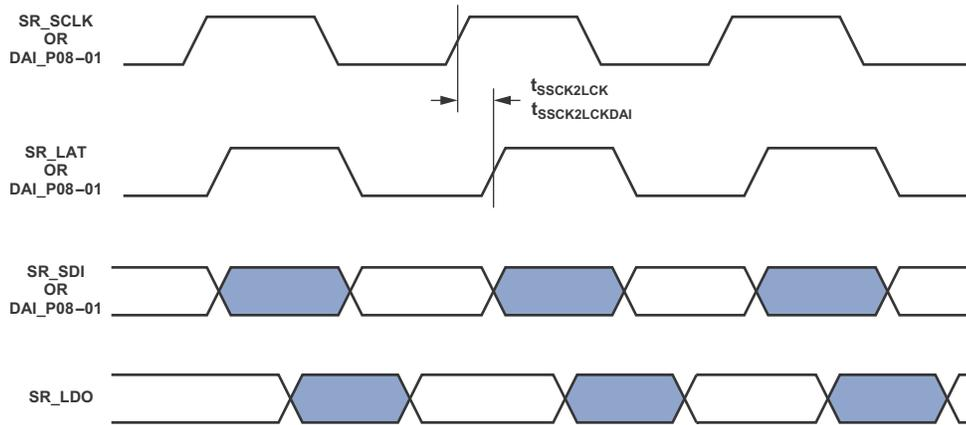 SR_SCLK
OR
DAI_P08–01
tSSCK2LCK
tSSCK2LCKDAI
SR_LAT
OR
DAI_P08–01
SR_SDI
OR
DAI_P08–01
SR_LDO